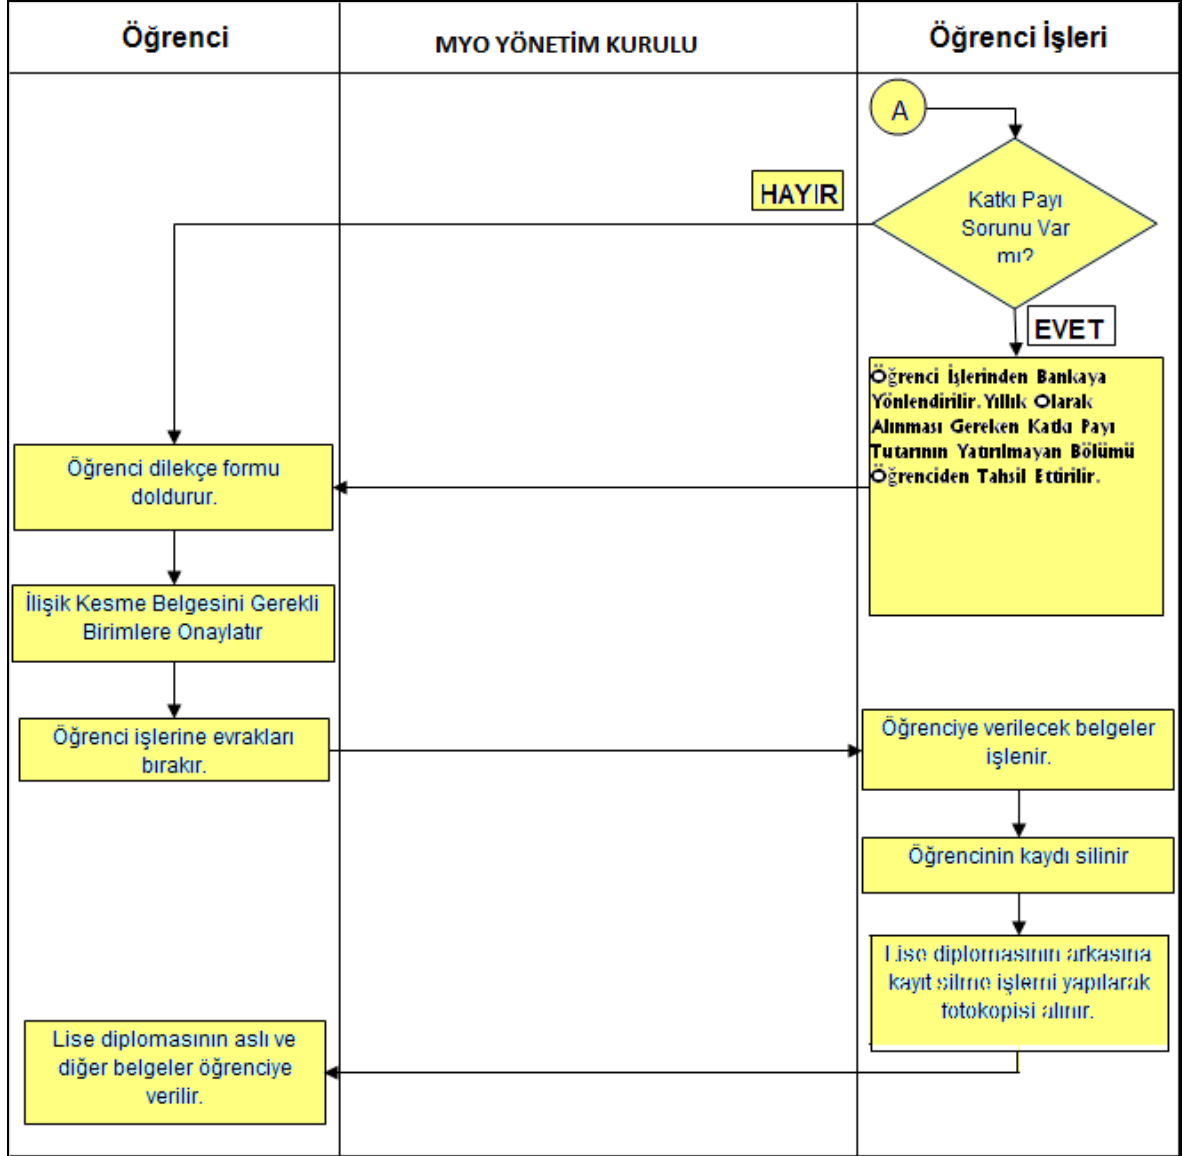 Öğrenci
MYO YÖNETİM KURULU
Öğrenci İşleri
A
HAYIR
Katkı Payı
Sorunu Var
mı?
EVET
Öğrenci İşlerinden Bankaya
Yönlendirilir. Yıllık Olarak
Alınması Gereken Katkı Payı
Tutarının Yatırılmayan Bölümü
Öğrenciden Tahsil Ettirilir.
Öğrenci dilekçe formu
doldurur.
İlişik Kesme Belgesini Gerekli
Birimlere Onaylatır
Öğrenci işlerine evrakları
bırakır.
Öğrenciye verilecek belgeler
işlenir.
Öğrencinin kaydı silinir
Lise diplomasının arkasına
kayıt silme işlemi yapılarak
fotokopisi alınır.
Lise diplomasının aslı ve
diğer belgeler öğrenciye
verilir.